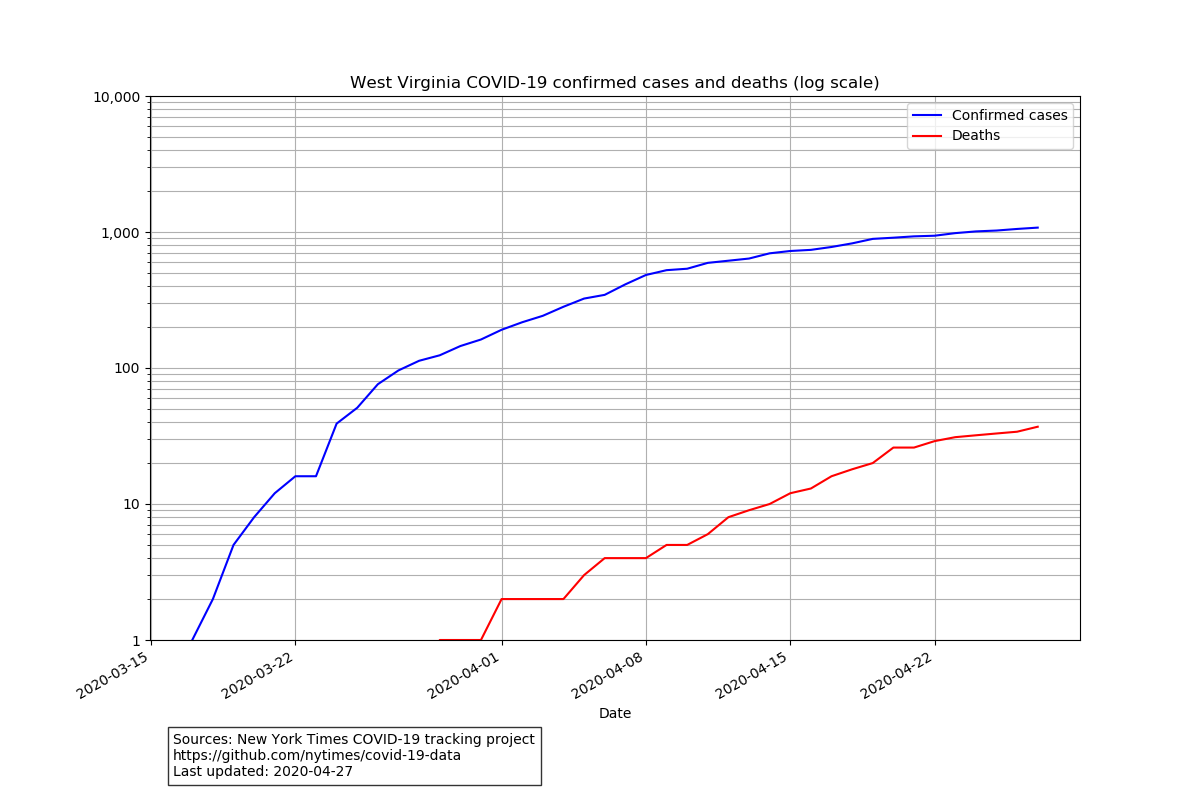 West Virginia COVID-19 confirmed cases and deaths (log scale)
10,000
1,000
100
10
1
Confirmed cases
Deaths
2020-03-15
2020-03-22
2020-04-01
2020-04-08
2020-04-15
2020-04-22
Date
Sources: New York Times COVID-19 tracking project
https://github.com/nytimes/covid-19-data
Last updated: 2020-04-27